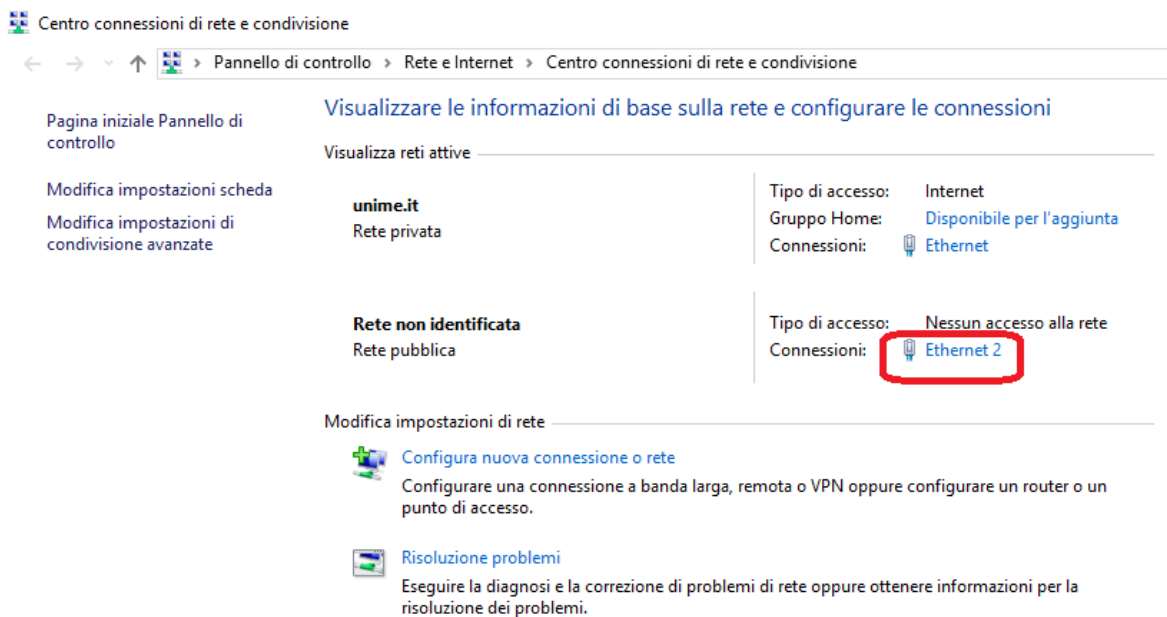 Centro connessioni di rete e condivisione
Pannello di controllo > Rete e Internet > Centro connessioni di rete e condivisione
Pagina iniziale Pannello di
controllo
Modifica impostazioni scheda
Modifica impostazioni di
condivisione avanzate
Visualizzare le informazioni di base sulla rete e configurare le connessioni
Visualizza reti attive
unime.it
Rete privata
Tipo di accesso: Internet
Gruppo Home: Disponibile per l'aggiunta
Connessioni: Ethernet
Rete non identificata
Rete pubblica
Tipo di accesso: Nessun accesso alla rete
Connessioni: Ethernet 2
Modifica impostazioni di rete
Configura nuova connessione o rete
Configurare una connessione a banda larga, remota o VPN oppure configurare un router o un
punto di accesso.
Risoluzione problemi
Eseguire la diagnosi e la correzione di problemi di rete oppure ottenere informazioni per la
risoluzione dei problemi.